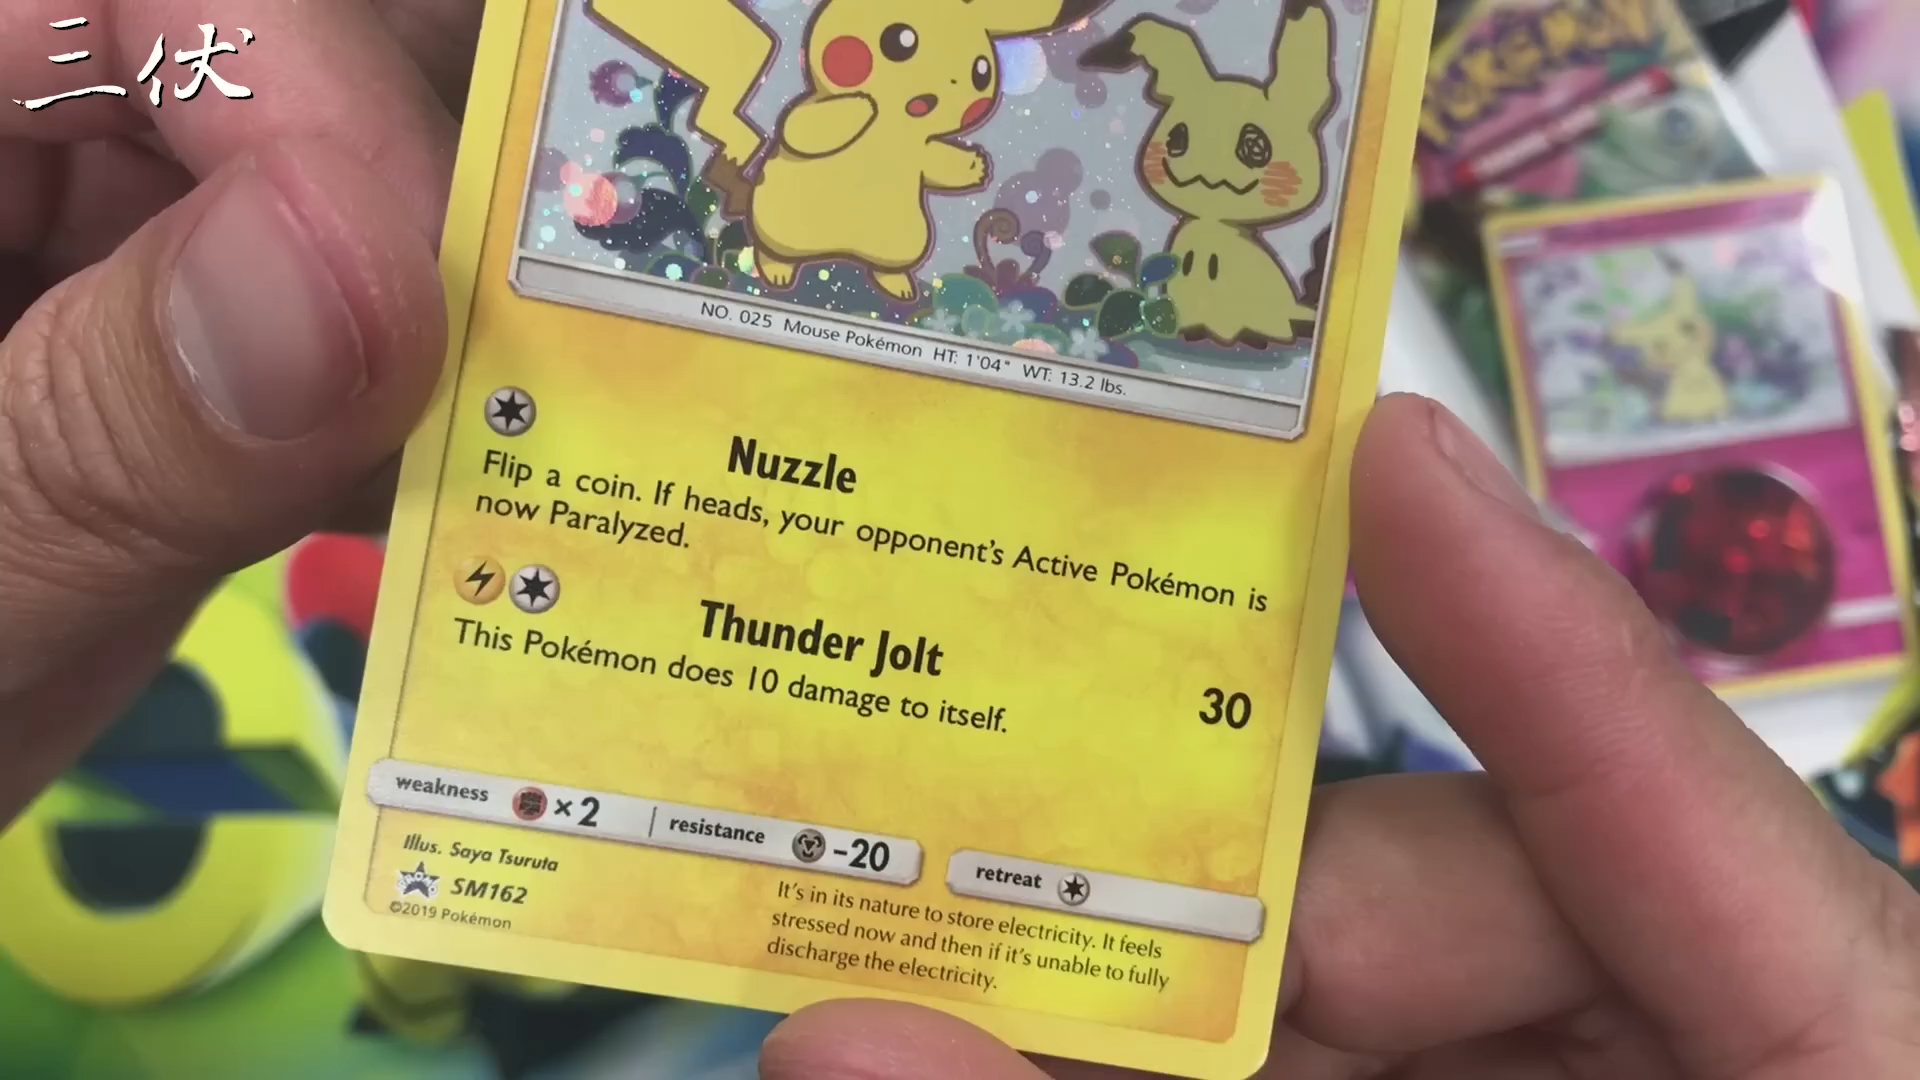 三伏
POKÉMON
NO. 025 Mouse Pokémon HT: 1'04" WT: 13.2 lbs.
Nuzzle
Flip a coin. If heads, your opponent's Active Pokémon is
now Paralyzed.
Thunder Jolt
30
This Pokémon does 10 damage to itself.
weakness ×2 resistance -20 retreat
Illus. Saya Tsuruta
SM162
©2019 Pokémon
It's in its nature to store electricity. It feels
stressed now and then if it's unable to fully
discharge the electricity.